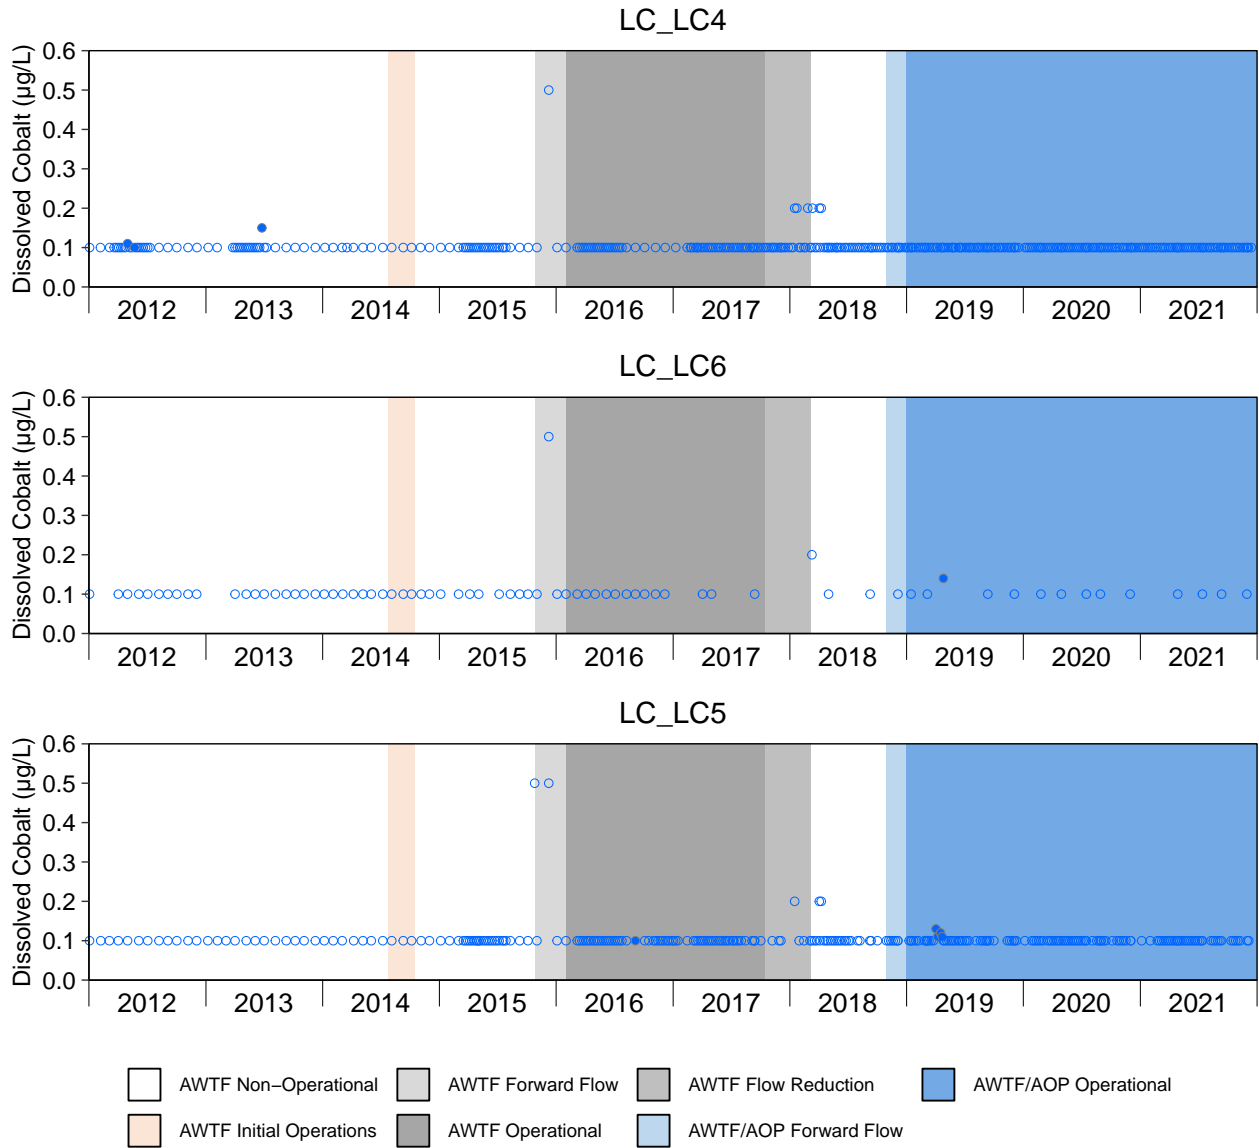 LC_LC4
Dissolved Cobalt (µg/L)
0.6
0.5
0.4
0.3
0.2
0.1
0.0
2012 2013 2014 2015 2016 2017 2018 2019 2020 2021
LC_LC6
Dissolved Cobalt (µg/L)
0.6
0.5
0.4
0.3
0.2
0.1
0.0
2012 2013 2014 2015 2016 2017 2018 2019 2020 2021
LC_LC5
Dissolved Cobalt (µg/L)
0.6
0.5
0.4
0.3
0.2
0.1
0.0
2012 2013 2014 2015 2016 2017 2018 2019 2020 2021
AWTF Non−Operational AWTF Forward Flow AWTF Flow Reduction AWTF/AOP Operational
AWTF Initial Operations AWTF Operational AWTF/AOP Forward Flow